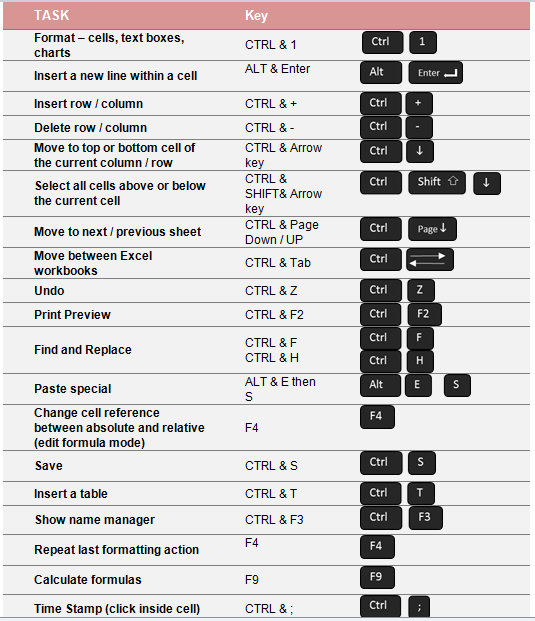 TASK Key
Format – cells, text boxes,
charts
CTRL & 1
Ctrl 1
Insert a new line within a cell
ALT & Enter
Alt Enter
Insert row / column
CTRL & +
Ctrl +
Delete row / column
CTRL & -
Ctrl -
Move to top or bottom cell of
the current column / row
CTRL & Arrow
key
Ctrl ↓
Select all cells above or below
the current cell
CTRL &
SHIFT& Arrow
key
Ctrl Shift ⇧ ↓
Move to next / previous sheet
CTRL & Page
Down / UP
Ctrl Page ↓
Move between Excel
workbooks
CTRL & Tab
Ctrl
Undo
CTRL & Z
Ctrl Z
Print Preview
CTRL & F2
Ctrl F2
Find and Replace
CTRL & F
CTRL & H
Ctrl F
Ctrl H
Paste special
ALT & E then
S
Alt E S
Change cell reference
between absolute and relative
(edit formula mode)
F4
F4
Save
CTRL & S
Ctrl S
Insert a table
CTRL & T
Ctrl T
Show name manager
CTRL & F3
Ctrl F3
Repeat last formatting action
F4
F4
Calculate formulas
F9
F9
Time Stamp (click inside cell)
CTRL & ;
Ctrl ;